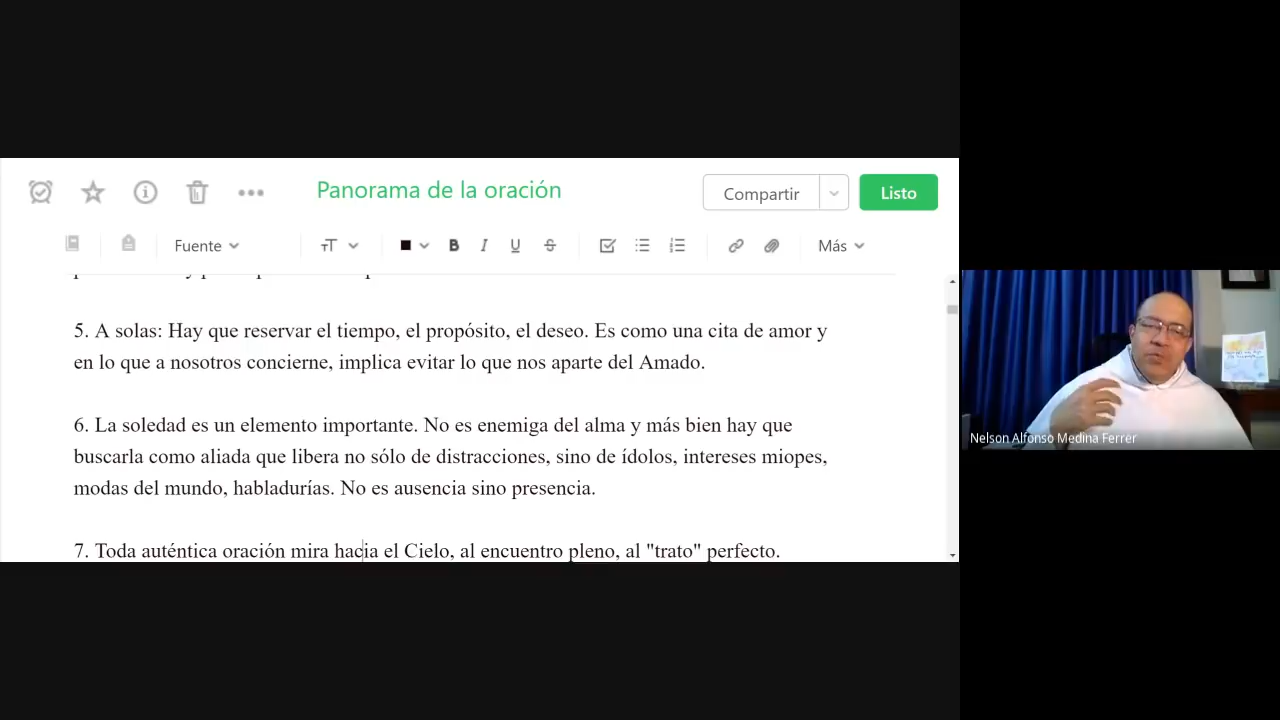 Panorama de la oración
Compartir
Listo
Fuente
TT
B
I
U
S
Más
5. A solas: Hay que reservar el tiempo, el propósito, el deseo. Es como una cita de amor y
en lo que a nosotros concierne, implica evitar lo que nos aparte del Amado.
6. La soledad es un elemento importante. No es enemiga del alma y más bien hay que
buscarla como aliada que libera no sólo de distracciones, sino de ídolos, intereses miopes,
modas del mundo, habladurías. No es ausencia sino presencia.
7. Toda auténtica oración mira hacia el Cielo, al encuentro pleno, al "trato" perfecto.
Nelson Alfonso Medina Ferrer